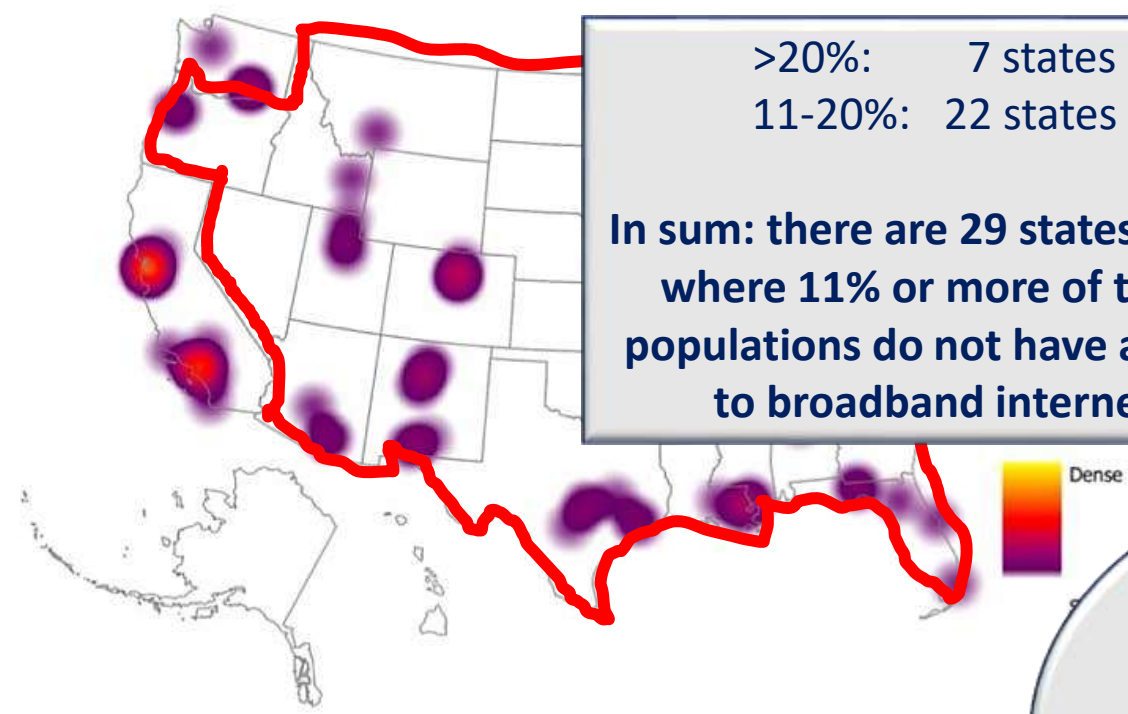 >20%: 7 states
11-20%: 22 states
In sum: there are 29 states
where 11% or more of t
populations do not have a
to broadband interne
Dense